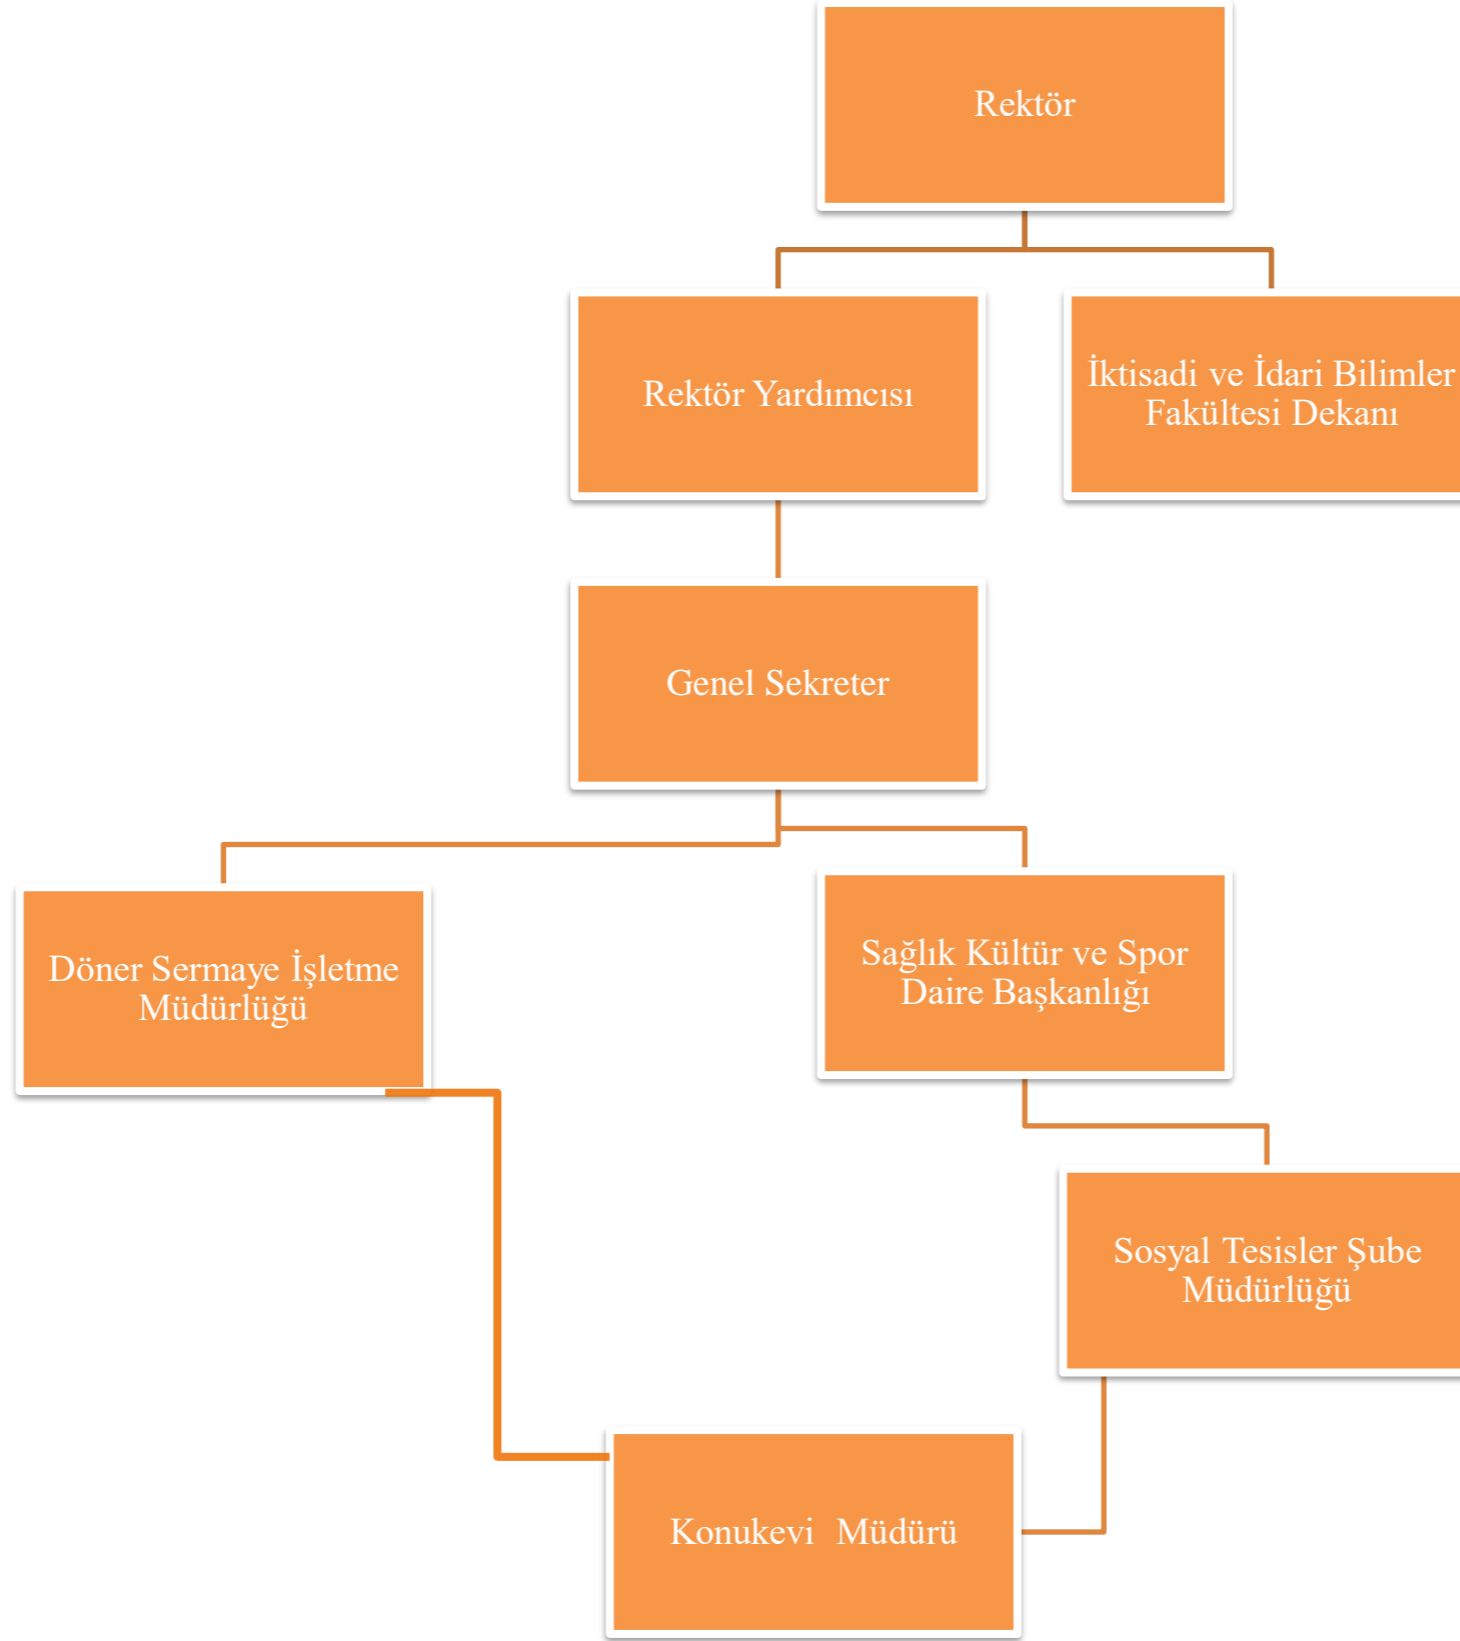 Rektör
Rektör Yardımcısı
İktisadi ve İdari Bilimler
Fakültesi Dekanı
Genel Sekreter
Döner Sermaye İşletme
Müdürlüğü
Sağlık Kültür ve Spor
Daire Başkanlığı
Sosyal Tesisler Şube
Müdürlüğü
Konukevi  Müdürü